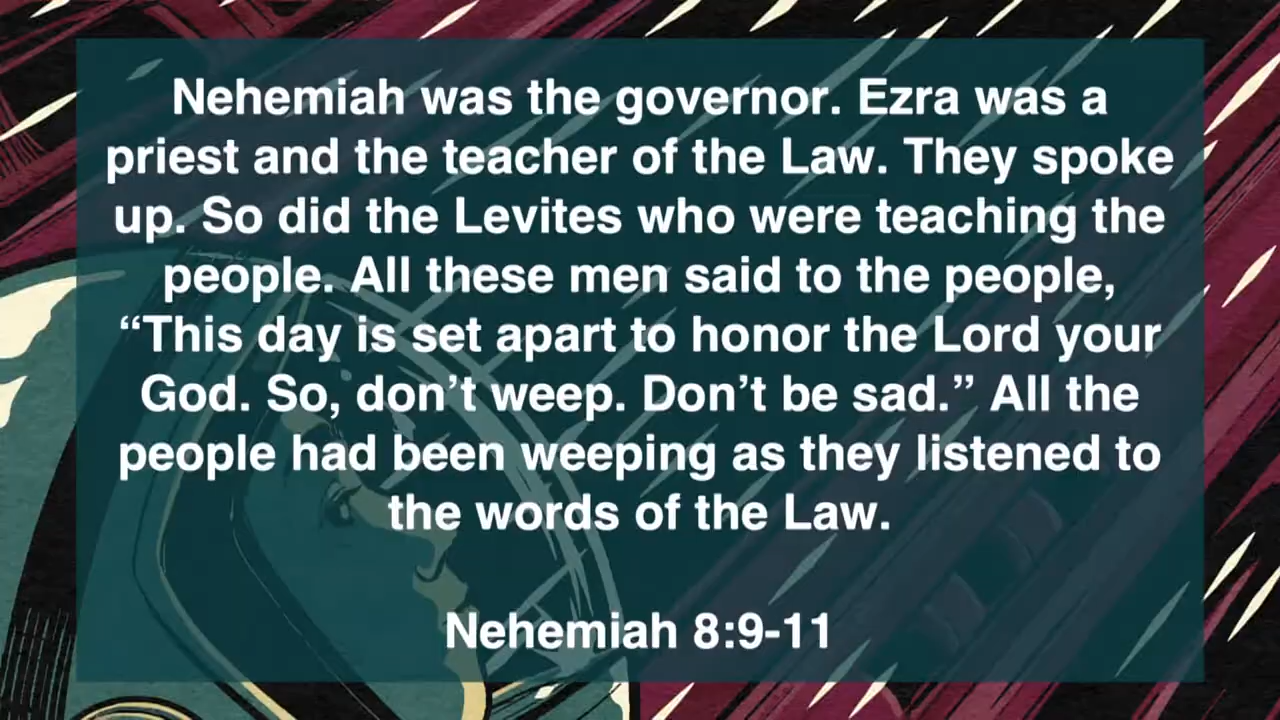 Nehemiah was the governor. Ezra was a
priest and the teacher of the Law. They spoke
up. So did the Levites who were teaching the
people. All these men said to the people,
“This day is set apart to honor the Lord your
God. So, don’t weep. Don’t be sad.” All the
people had been weeping as they listened to
the words of the Law.
Nehemiah 8:9-11